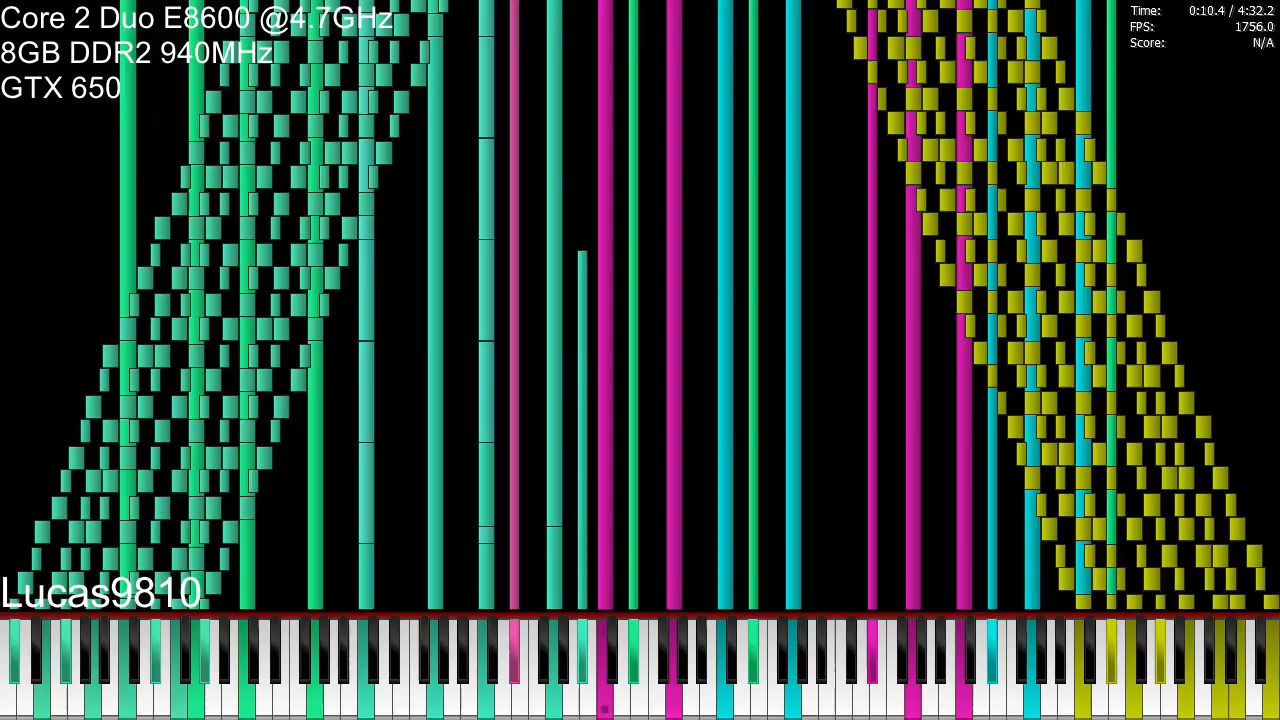 Core 2 Duo E8600 @4.7GHz
8GB DDR2 940MHz
GTX 650
Time: 0:10.4 / 4:32.2
FPS: 1756.0
Score: N/A
Lucas9810